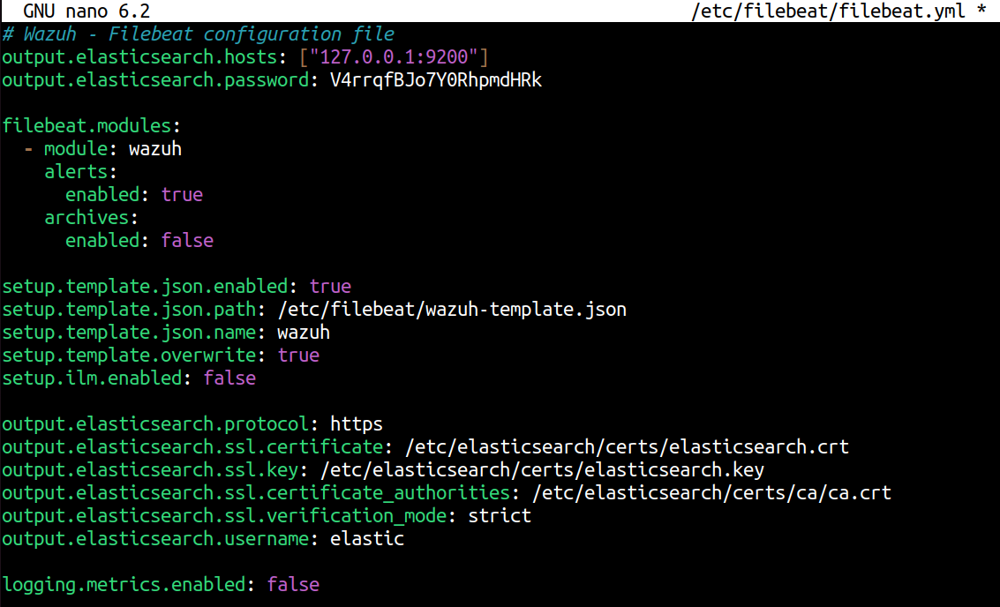 GNU nano 6.2 /etc/filebeat/filebeat.yml *
# Wazuh - Filebeat configuration file
output.elasticsearch.hosts: ["127.0.0.1:9200"]
output.elasticsearch.password: V4rrqfBJo7Y0RhpmdHRk

filebeat.modules:
  - module: wazuh
    alerts:
      enabled: true
    archives:
      enabled: false

setup.template.json.enabled: true
setup.template.json.path: /etc/filebeat/wazuh-template.json
setup.template.json.name: wazuh
setup.template.overwrite: true
setup.ilm.enabled: false

output.elasticsearch.protocol: https
output.elasticsearch.ssl.certificate: /etc/elasticsearch/certs/elasticsearch.crt
output.elasticsearch.ssl.key: /etc/elasticsearch/certs/elasticsearch.key
output.elasticsearch.ssl.certificate_authorities: /etc/elasticsearch/certs/ca/ca.crt
output.elasticsearch.ssl.verification_mode: strict
output.elasticsearch.username: elastic

logging.metrics.enabled: false